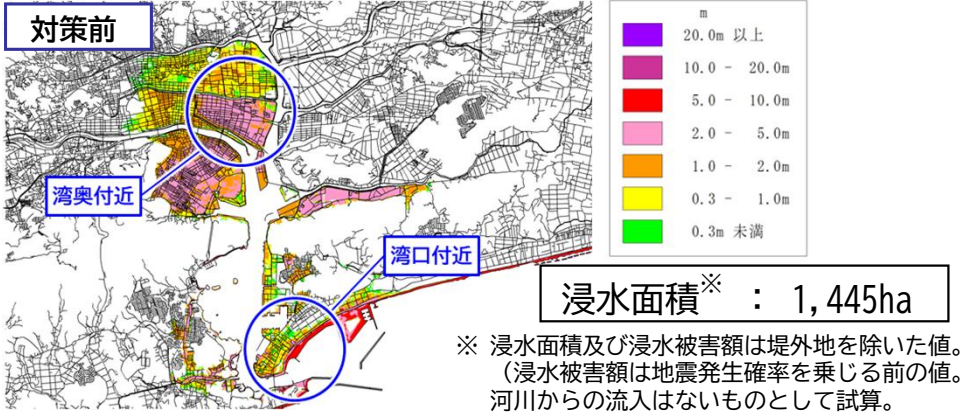 対策前
湾奥付近
湾口付近
m
20.0m 以上
10.0 - 20.0m
5.0 - 10.0m
2.0 - 5.0m
1.0 - 2.0m
0.3 - 1.0m
0.3m 未満
浸水面積※ : 1,445ha
※ 浸水面積及び浸水被害額は堤外地を除いた値。
(浸水被害額は地震発生確率を乗じる前の値。
河川からの流入はないものとして試算。